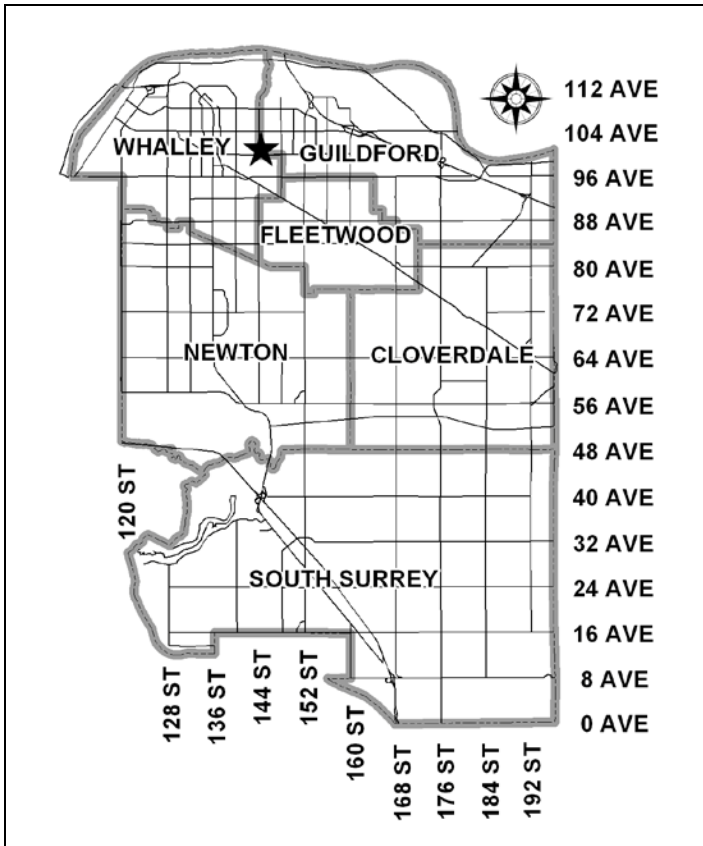 112 AVE
104 AVE
WHALLEY
GUILDFORD
96 AVE
88 AVE
FLEETWOOD
80 AVE
72 AVE
NEWTON
CLOVERDALE
64 AVE
56 AVE
48 AVE
120 ST
40 AVE
32 AVE
SOUTH SURREY
24 AVE
16 AVE
128 ST
136 ST
144 ST
152 ST
160 ST
8 AVE
0 AVE
168 ST
176 ST
184 ST
192 ST